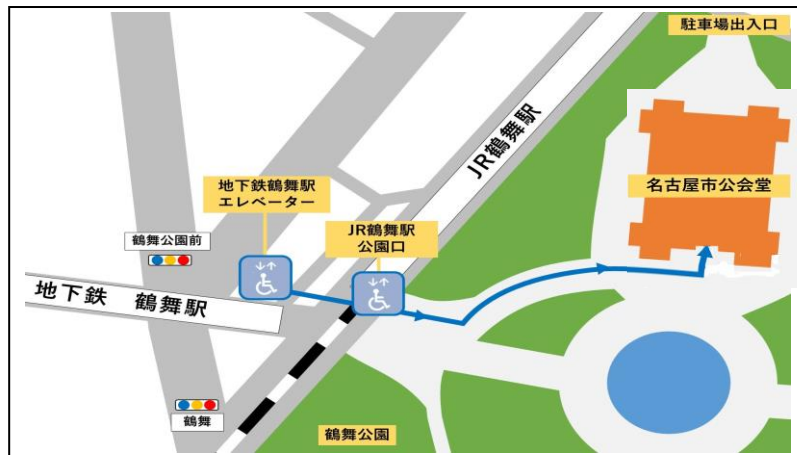 駐車場出入口
JR鶴舞駅
名古屋市公会堂
地下鉄鶴舞駅
エレベーター
JR鶴舞駅
公園口
鶴舞公園前
地下鉄 鶴舞駅
鶴舞
鶴舞公園